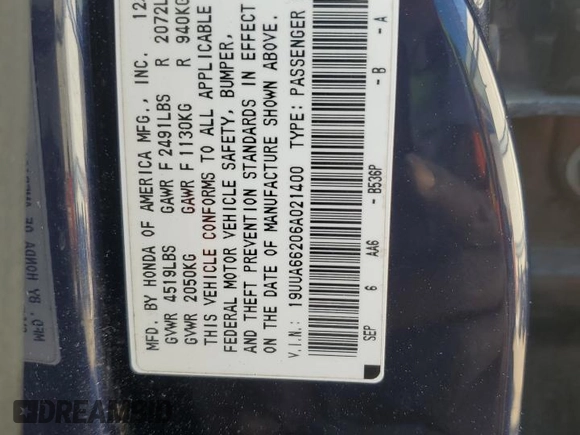 MFD. BY HONDA OF AMERICA MFG., INC. 12
GVWR 4519LBS GAWR F 2491LBS R 2072L
GVWR 2050KG GAWR F 1130KG R 940KG
THIS VEHICLE CONFORMS TO ALL APPLICABLE
FEDERAL MOTOR VEHICLE SAFETY, BUMPER,
AND THEFT PREVENTION STANDARDS IN EFFECT
ON THE DATE OF MANUFACTURE SHOWN ABOVE.
V.I.N.: 19UUA66206A021400 TYPE: PASSENGER
SEP 6 AA6 - B536P - B - A
DREAMBID